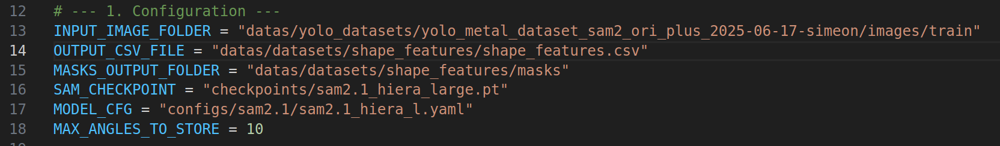 12 # --- 1. Configuration ---
13 INPUT_IMAGE_FOLDER = "datas/yolo_datasets/yolo_metal_dataset_sam2_ori_plus_2025-06-17-simeon/images/train"
14 OUTPUT_CSV_FILE = "datas/datasets/shape_features/shape_features.csv"
15 MASKS_OUTPUT_FOLDER = "datas/datasets/shape_features/masks"
16 SAM_CHECKPOINT = "checkpoints/sam2.1_hiera_large.pt"
17 MODEL_CFG = "configs/sam2.1/sam2.1_hiera_l.yaml"
18 MAX_ANGLES_TO_STORE = 10